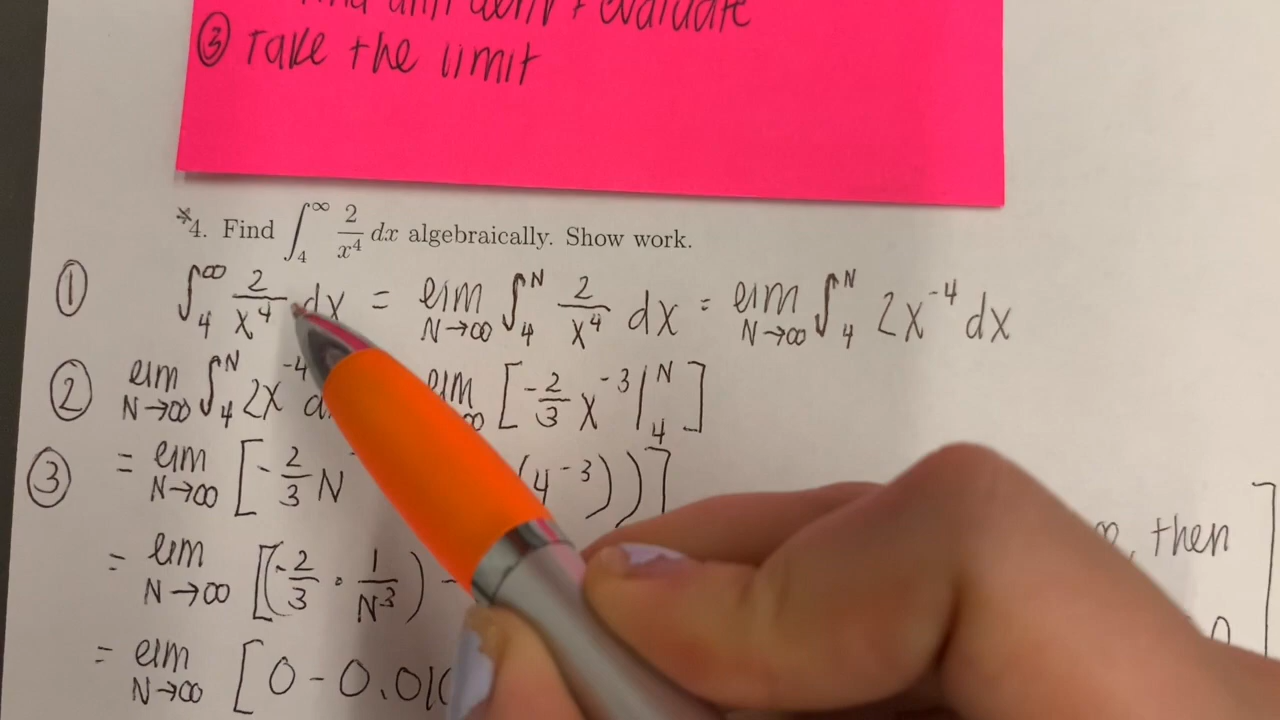 + evaluate
③ Take the limit
*4. Find ∫₄^∞ 2/x⁴ dx algebraically. Show work.
① ∫₄^∞ 2/x⁴ dx = lim N→∞ ∫₄^N 2/x⁴ dx = lim N→∞ ∫₄^N 2x⁻⁴ dx
② lim N→∞ ∫₄^N 2x⁻⁴ [-2/3 x⁻³ |₄^N]
③ = lim N→∞ [-2/3 N (4⁻³))]
, then
= lim N→∞ [(-2/3 · 1/N³) -
= lim N→∞ [0 - 0.01